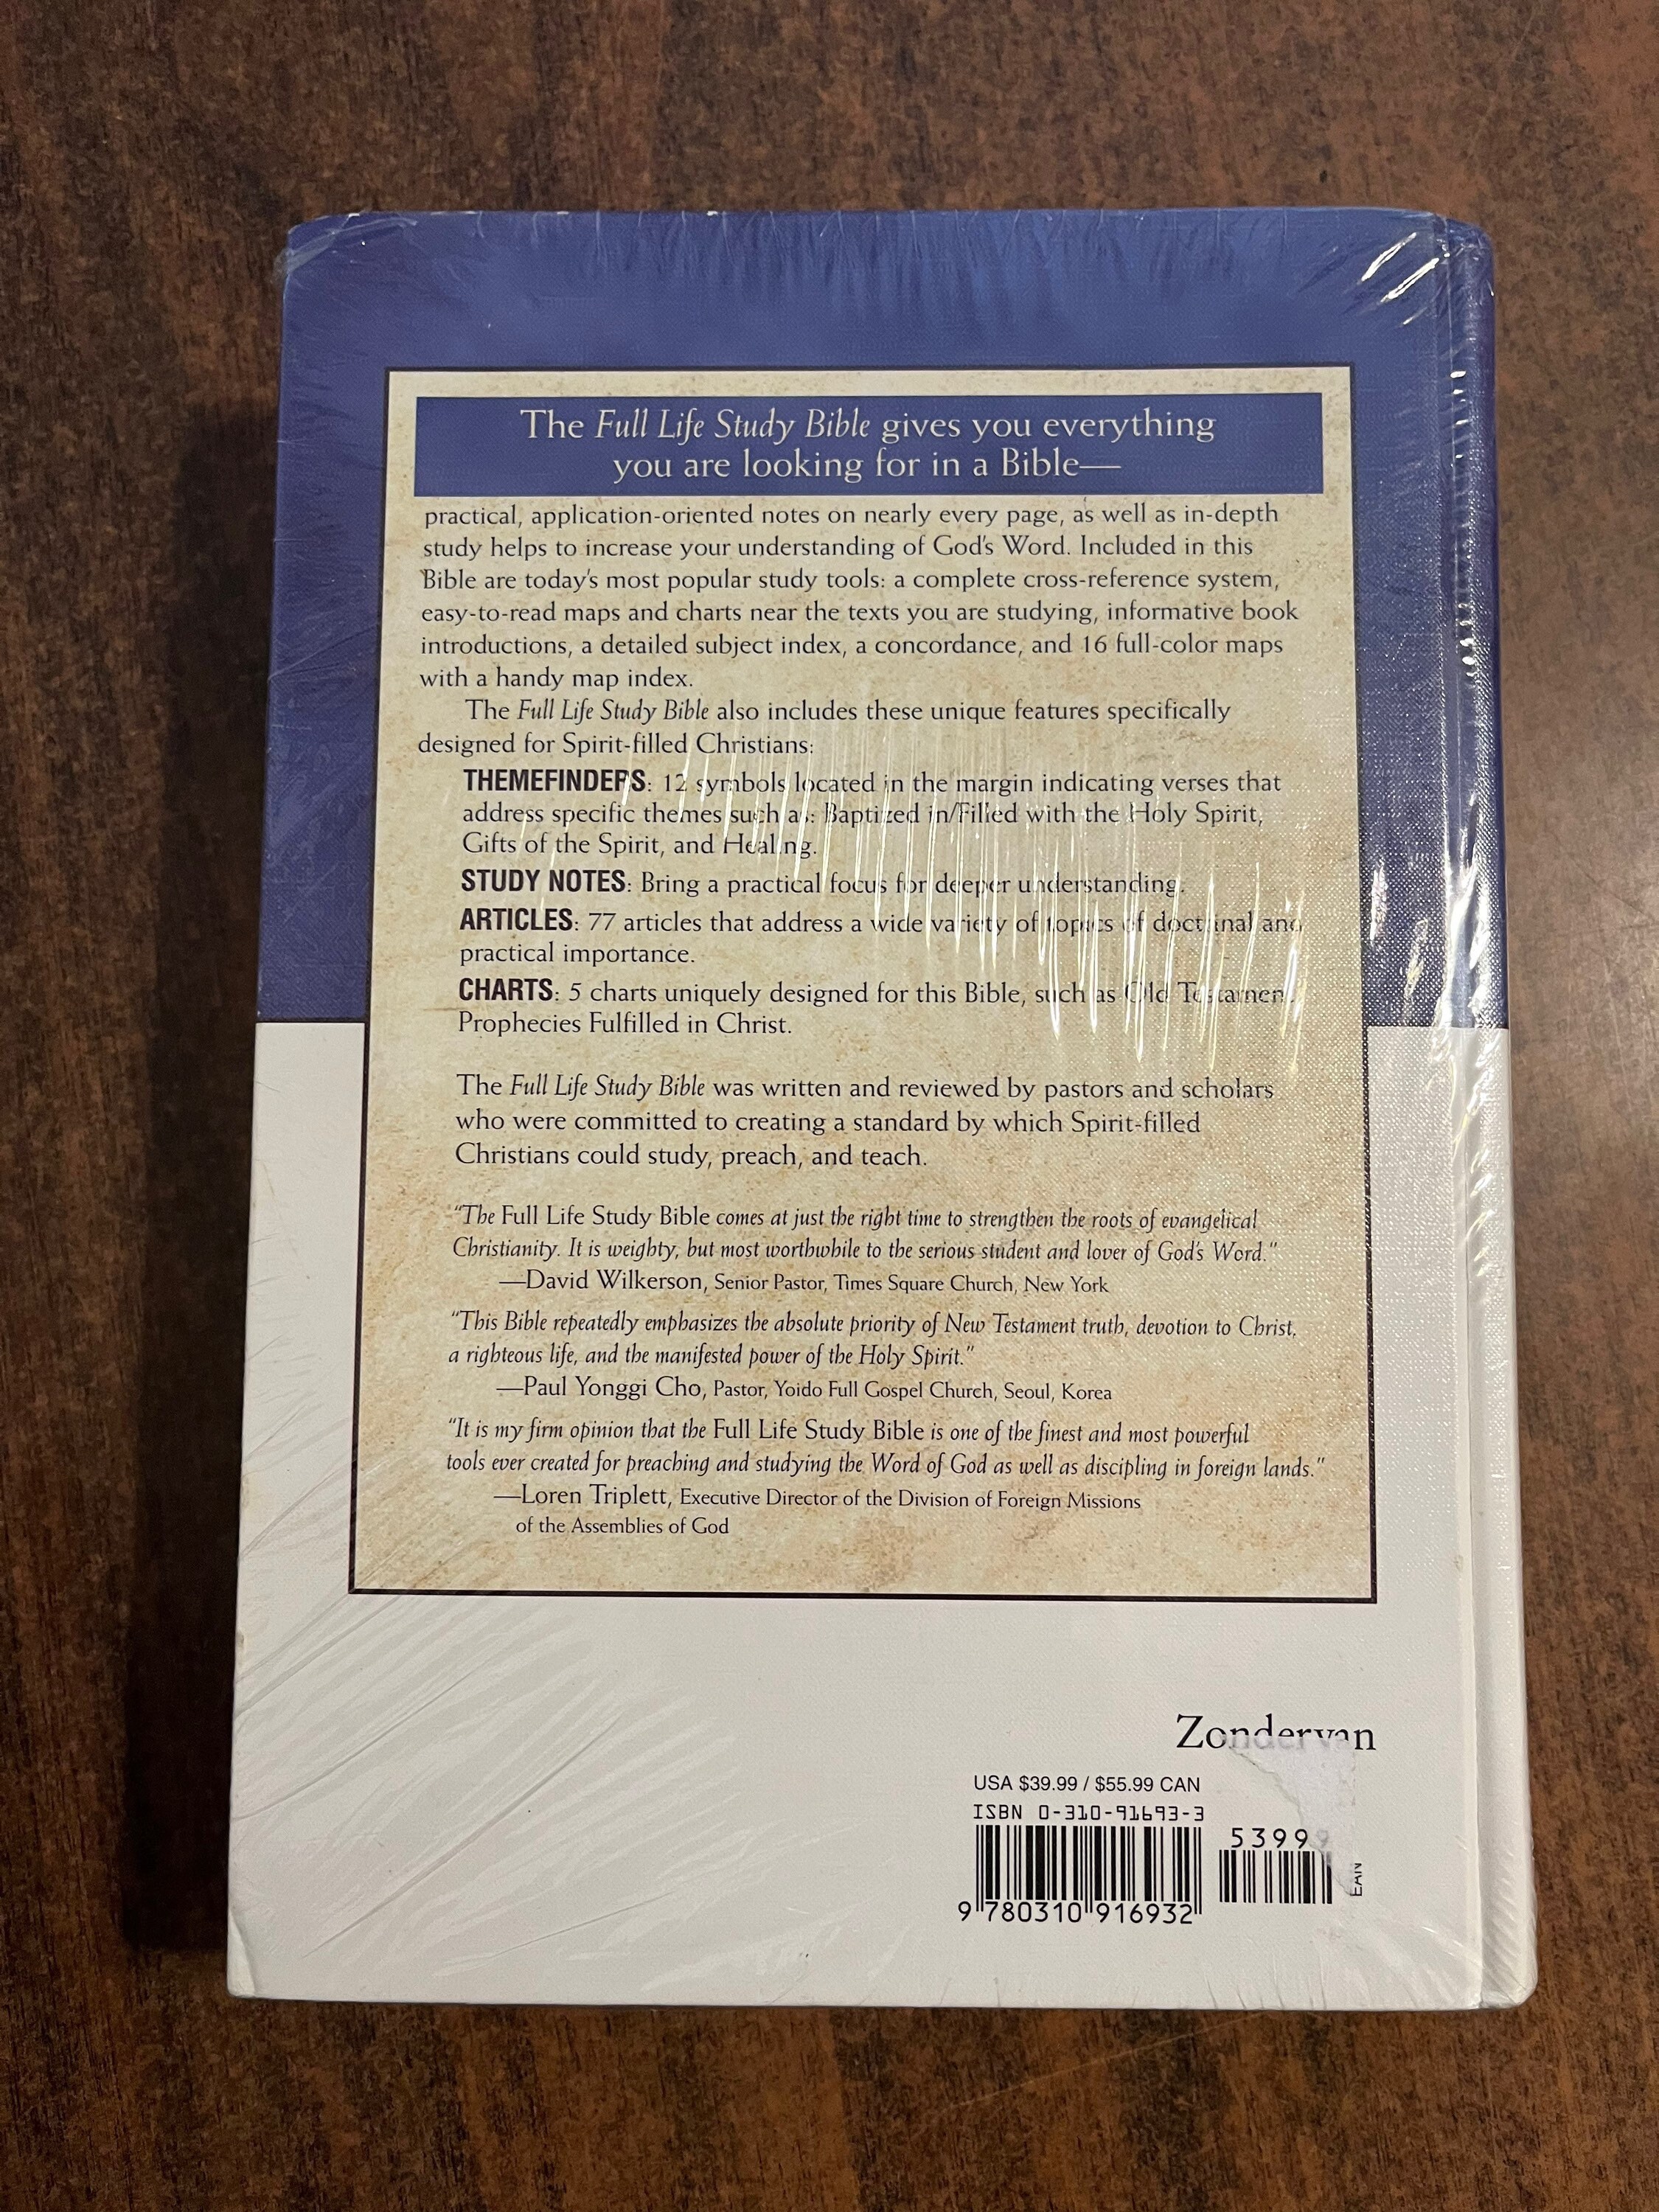 The Full Life Study Bible gives you everything
you are looking for in a Bible—
practical, application-oriented notes on nearly every page, as well as in-depth
study helps to increase your understanding of God's Word. Included in this
Bible are today's most popular study tools: a complete cross-reference system,
easy-to-read maps and charts near the texts you are studying, informative book
introductions, a detailed subject index, a concordance, and 16 full-color maps
with a handy map index.
The Full Life Study Bible also includes these unique features specifically
designed for Spirit-filled Christians:
THEMEFINDERS: 12 symbols located in the margin indicating verses that
address specific themes such as: Baptized in/Filled with the Holy Spirit,
Gifts of the Spirit, and Healing.
STUDY NOTES: Bring a practical focus for deeper understanding.
ARTICLES: 77 articles that address a wide variety of topics of doctrinal and
practical importance.
CHARTS: 5 charts uniquely designed for this Bible, such as Old Testament
Prophecies Fulfilled in Christ.
The Full Life Study Bible was written and reviewed by pastors and scholars
who were committed to creating a standard by which Spirit-filled
Christians could study, preach, and teach.
“The Full Life Study Bible comes at just the right time to strengthen the roots of evangelical
Christianity. It is weighty, but most worthwhile to the serious student and lover of God's Word.”
—David Wilkerson, Senior Pastor, Times Square Church, New York
“This Bible repeatedly emphasizes the absolute priority of New Testament truth, devotion to Christ,
a righteous life, and the manifested power of the Holy Spirit.”
—Paul Yonggi Cho, Pastor, Yoido Full Gospel Church, Seoul, Korea
“It is my firm opinion that the Full Life Study Bible is one of the finest and most powerful
tools ever created for preaching and studying the Word of God as well as discipling in foreign lands.”
—Loren Triplett, Executive Director of the Division of Foreign Missions
of the Assemblies of God
Zondervan
USA $39.99 / $55.99 CAN
ISBN 0-310-91693-3
53999
EAN
9 780310 916932